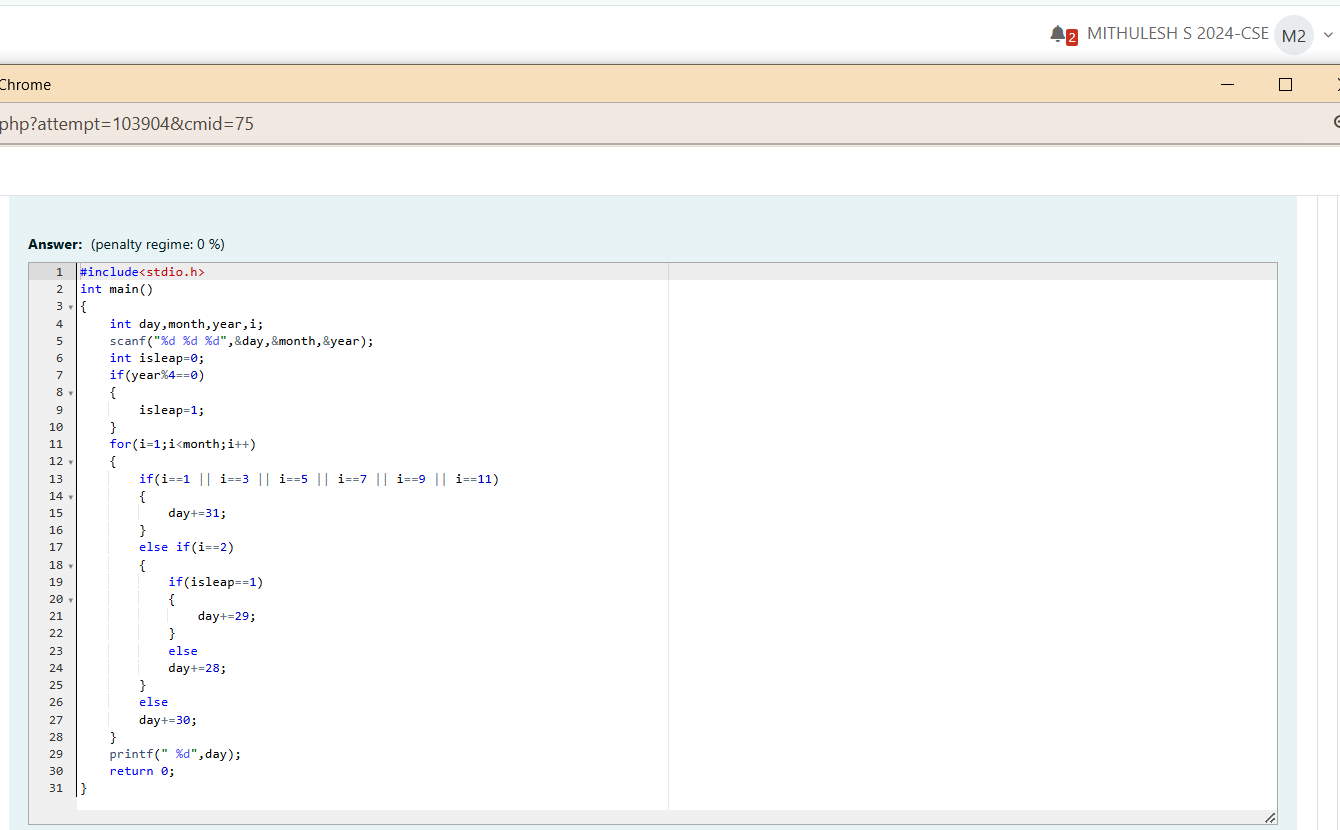 2 MITHULESH S 2024-CSE M2
Chrome
php?attempt=103904&cmid=75
Answer: (penalty regime: 0 %)
1 #include<stdio.h>
2 int main()
3 {
4 int day,month,year,i;
5 scanf("%d %d %d",&day,&month,&year);
6 int isleap=0;
7 if(year%4==0)
8 {
9 isleap=1;
10 }
11 for(i=1;i<month;i++)
12 {
13 if(i==1 || i==3 || i==5 || i==7 || i==9 || i==11)
14 {
15 day+=31;
16 }
17 else if(i==2)
18 {
19 if(isleap==1)
20 {
21 day+=29;
22 }
23 else
24 day+=28;
25 }
26 else
27 day+=30;
28 }
29 printf(" %d",day);
30 return 0;
31 }